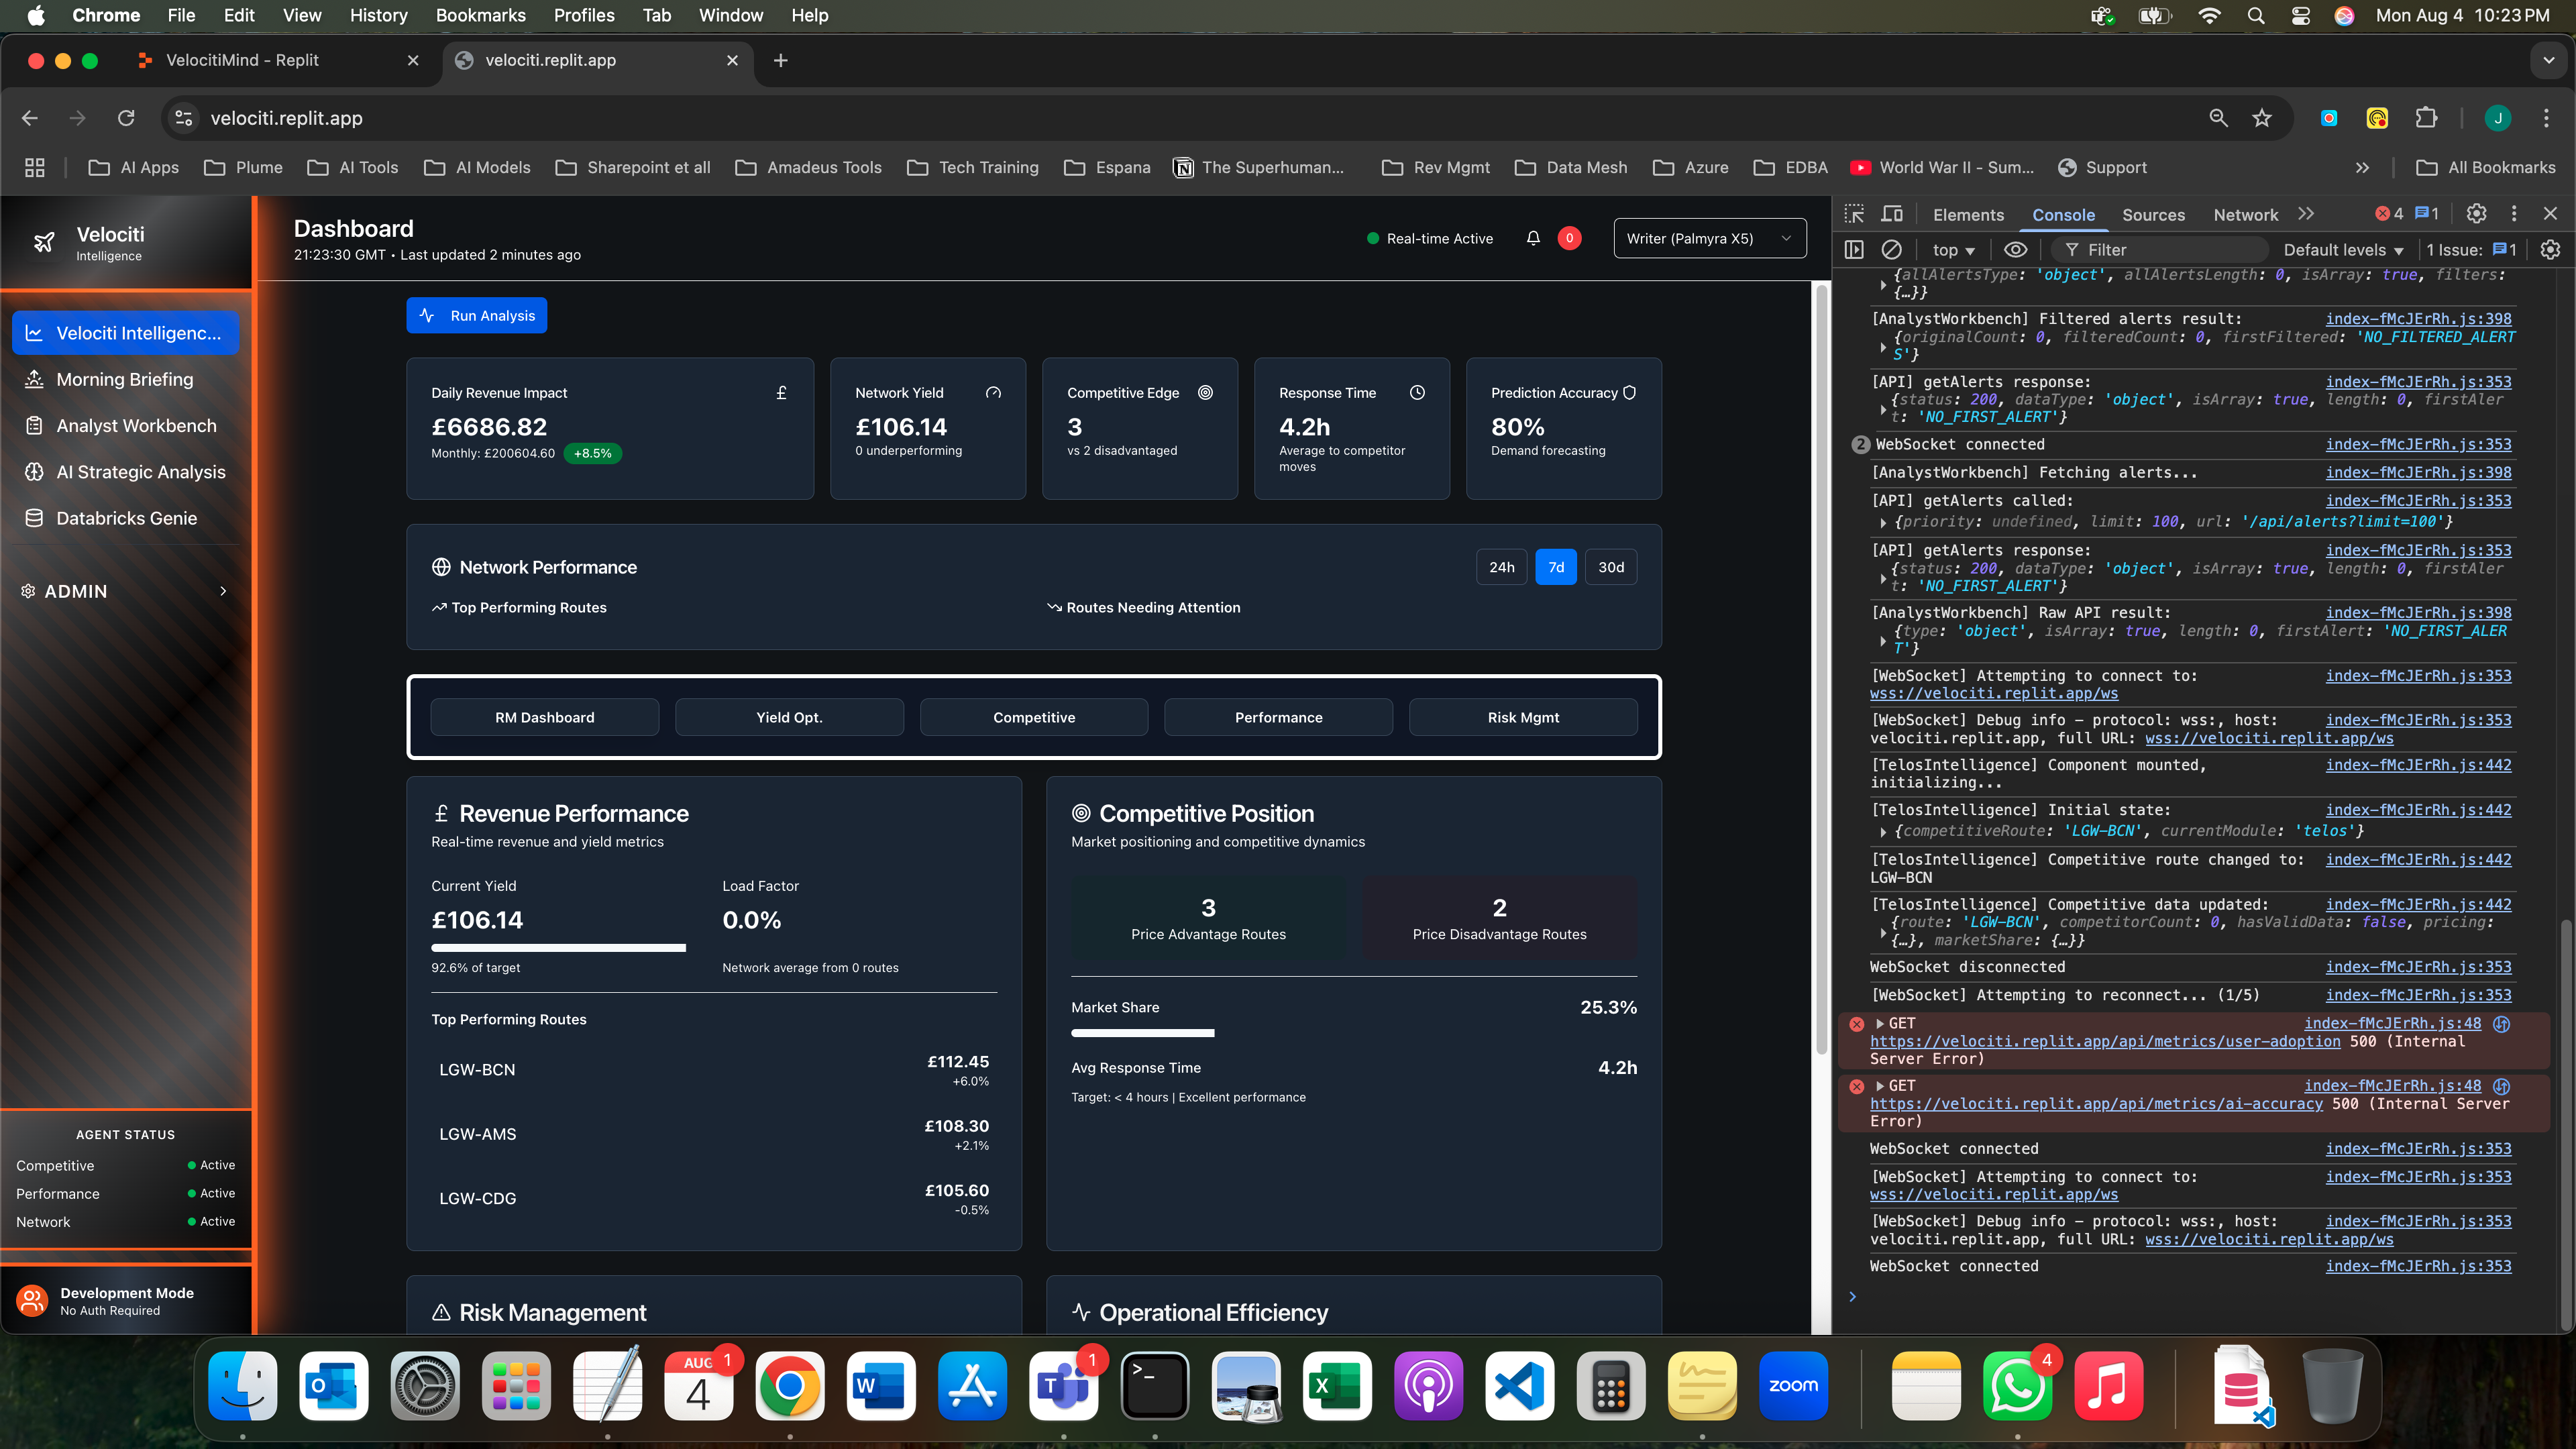 Chrome File Edit View History Bookmarks Profiles Tab Window Help
Mon Aug 4 10:23 PM
VelocitiMind - Replit
velociti.replit.app
velociti.replit.app
AI Apps
Plume
AI Tools
AI Models
Sharepoint et all
Amadeus Tools
Tech Training
Espana
The Superhuman...
Rev Mgmt
Data Mesh
Azure
EDBA
World War II - Sum...
Support
All Bookmarks
Velociti
Intelligence
Velociti Intelligenc...
Morning Briefing
Analyst Workbench
AI Strategic Analysis
Databricks Genie
ADMIN
AGENT STATUS
Competitive Active
Performance Active
Network Active
Development Mode
No Auth Required
Dashboard
21:23:30 GMT • Last updated 2 minutes ago
Real-time Active
0
Writer (Palmyra X5)
Run Analysis
Daily Revenue Impact £
£6686.82
Monthly: £200604.60 +8.5%
Network Yield
£106.14
0 underperforming
Competitive Edge
3
vs 2 disadvantaged
Response Time
4.2h
Average to competitor
moves
Prediction Accuracy
80%
Demand forecasting
Network Performance
24h 7d 30d
Top Performing Routes
Routes Needing Attention
RM Dashboard
Yield Opt.
Competitive
Performance
Risk Mgmt
£ Revenue Performance
Real-time revenue and yield metrics
Current Yield
£106.14
92.6% of target
Load Factor
0.0%
Network average from 0 routes
Top Performing Routes
LGW-BCN £112.45
+6.0%
LGW-AMS £108.30
+2.1%
LGW-CDG £105.60
-0.5%
Competitive Position
Market positioning and competitive dynamics
3
Price Advantage Routes
2
Price Disadvantage Routes
Market Share 25.3%
Avg Response Time 4.2h
Target: < 4 hours | Excellent performance
Risk Management
Operational Efficiency
Elements Console Sources Network
4 1
top Filter Default levels 1 Issue: 1
{allAlertsType: 'object', allAlertsLength: 0, isArray: true, filters:
{…}}
[AnalystWorkbench] Filtered alerts result: index-fMcJErRh.js:398
{originalCount: 0, filteredCount: 0, firstFiltered: 'NO_FILTERED_ALERT
S'}
[API] getAlerts response: index-fMcJErRh.js:353
{status: 200, dataType: 'object', isArray: true, length: 0, firstAler
t: 'NO_FIRST_ALERT'}
2 WebSocket connected index-fMcJErRh.js:353
[AnalystWorkbench] Fetching alerts... index-fMcJErRh.js:398
[API] getAlerts called: index-fMcJErRh.js:353
{priority: undefined, limit: 100, url: '/api/alerts?limit=100'}
[API] getAlerts response: index-fMcJErRh.js:353
{status: 200, dataType: 'object', isArray: true, length: 0, firstAler
t: 'NO_FIRST_ALERT'}
[AnalystWorkbench] Raw API result: index-fMcJErRh.js:398
{type: 'object', isArray: true, length: 0, firstAlert: 'NO_FIRST_ALER
T'}
[WebSocket] Attempting to connect to: index-fMcJErRh.js:353
wss://velociti.replit.app/ws
[WebSocket] Debug info – protocol: wss:, host: index-fMcJErRh.js:353
velociti.replit.app, full URL: wss://velociti.replit.app/ws
[TelosIntelligence] Component mounted, index-fMcJErRh.js:442
initializing...
[TelosIntelligence] Initial state: index-fMcJErRh.js:442
{competitiveRoute: 'LGW-BCN', currentModule: 'telos'}
[TelosIntelligence] Competitive route changed to: index-fMcJErRh.js:442
LGW-BCN
[TelosIntelligence] Competitive data updated: index-fMcJErRh.js:442
{route: 'LGW-BCN', competitorCount: 0, hasValidData: false, pricing:
{…}, marketShare: {…}}
WebSocket disconnected index-fMcJErRh.js:353
[WebSocket] Attempting to reconnect... (1/5) index-fMcJErRh.js:353
GET index-fMcJErRh.js:48
https://velociti.replit.app/api/metrics/user-adoption 500 (Internal
Server Error)
GET index-fMcJErRh.js:48
https://velociti.replit.app/api/metrics/ai-accuracy 500 (Internal Server
Error)
WebSocket connected index-fMcJErRh.js:353
[WebSocket] Attempting to connect to: index-fMcJErRh.js:353
wss://velociti.replit.app/ws
[WebSocket] Debug info – protocol: wss:, host: index-fMcJErRh.js:353
velociti.replit.app, full URL: wss://velociti.replit.app/ws
WebSocket connected index-fMcJErRh.js:353
AUG
4
1
1
zoom
4